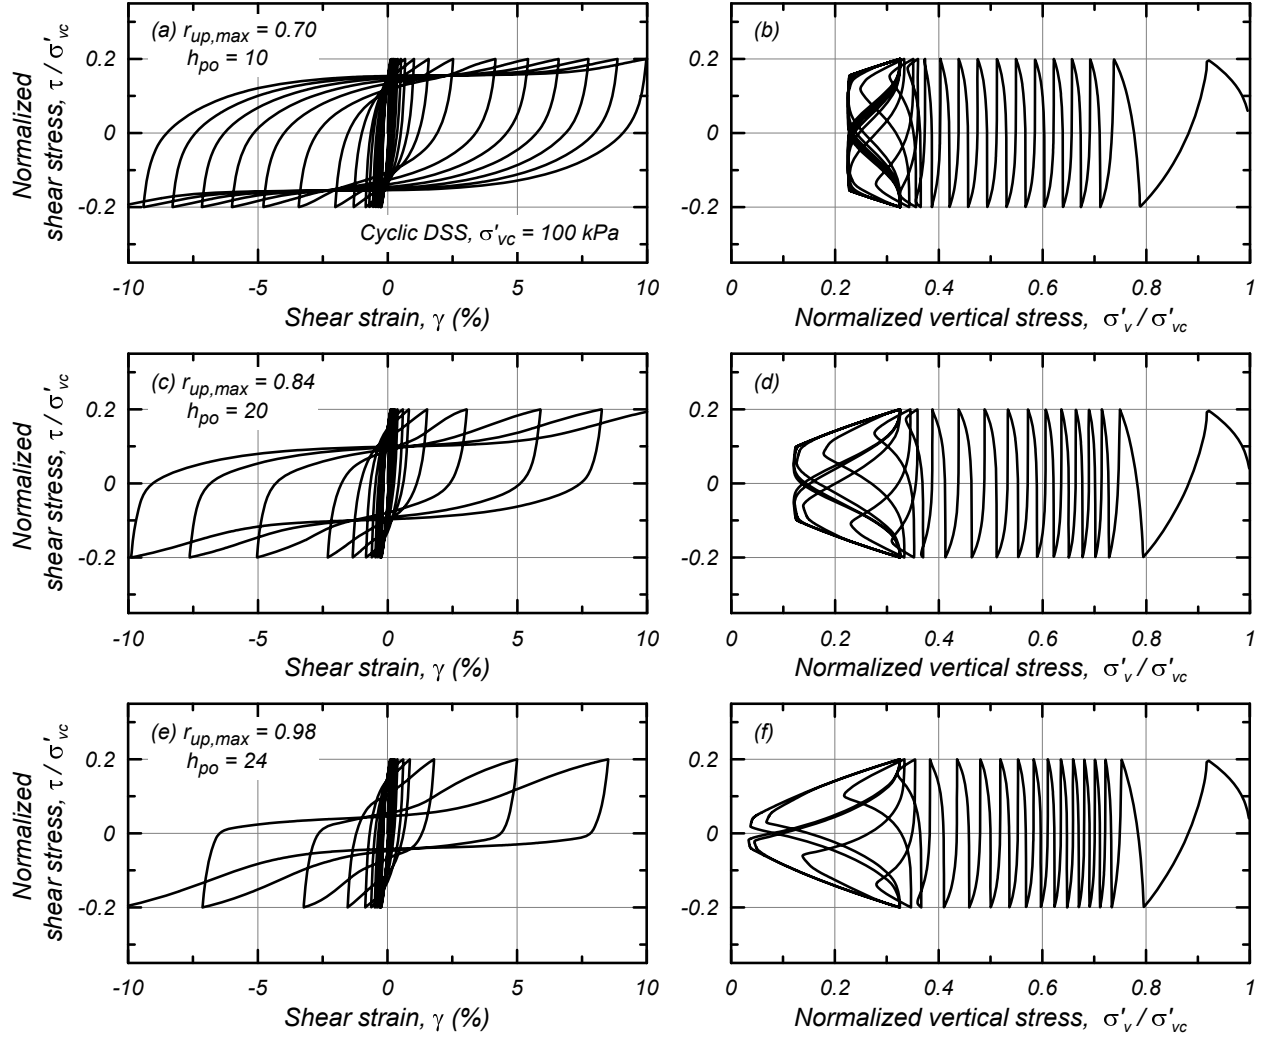 (a) r_up,max = 0.70
h_po = 10
Normalized
shear stress, τ / σ'_vc
0.2
0
-0.2
Cyclic DSS, σ'_vc = 100 kPa
-10 -5 0 5 10
Shear strain, γ (%)
(b)
0.2
0
-0.2
0 0.2 0.4 0.6 0.8 1
Normalized vertical stress, σ'_v / σ'_vc
(c) r_up,max = 0.84
h_po = 20
Normalized
shear stress, τ / σ'_vc
0.2
0
-0.2
-10 -5 0 5 10
Shear strain, γ (%)
(d)
0.2
0
-0.2
0 0.2 0.4 0.6 0.8 1
Normalized vertical stress, σ'_v / σ'_vc
(e) r_up,max = 0.98
h_po = 24
Normalized
shear stress, τ / σ'_vc
0.2
0
-0.2
-10 -5 0 5 10
Shear strain, γ (%)
(f)
0.2
0
-0.2
0 0.2 0.4 0.6 0.8 1
Normalized vertical stress, σ'_v / σ'_vc